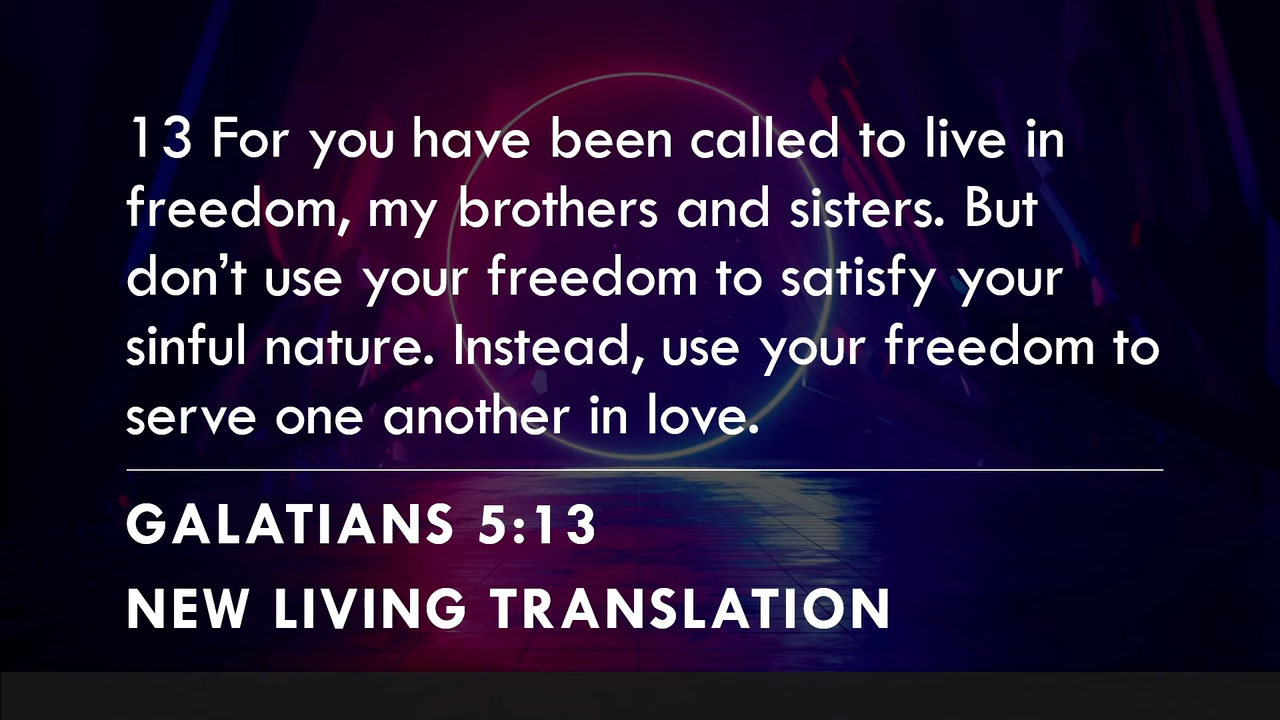 13 For you have been called to live in
freedom, my brothers and sisters. But
don’t use your freedom to satisfy your
sinful nature. Instead, use your freedom to
serve one another in love.
GALATIANS 5:13
NEW LIVING TRANSLATION